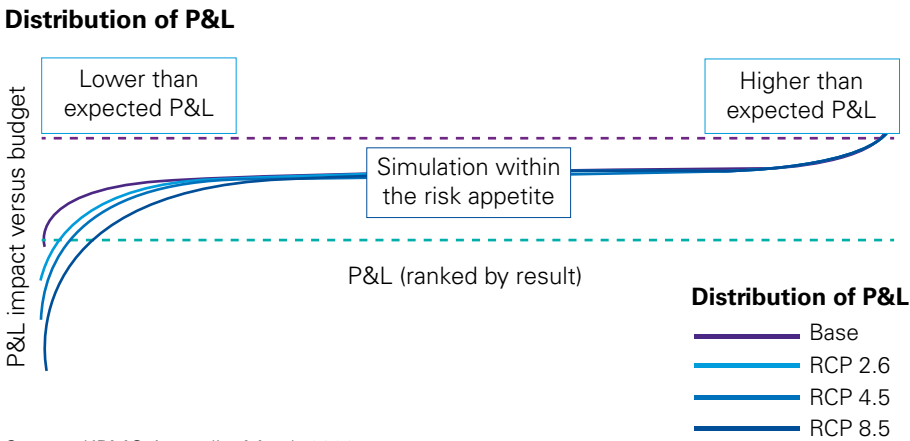 Distribution of P&L
Lower than
expected P&L
Higher than
expected P&L
P&L impact versus budget
Simulation within
the risk appetite
P&L (ranked by result)
Distribution of P&L
Base
RCP 2.6
RCP 4.5
RCP 8.5